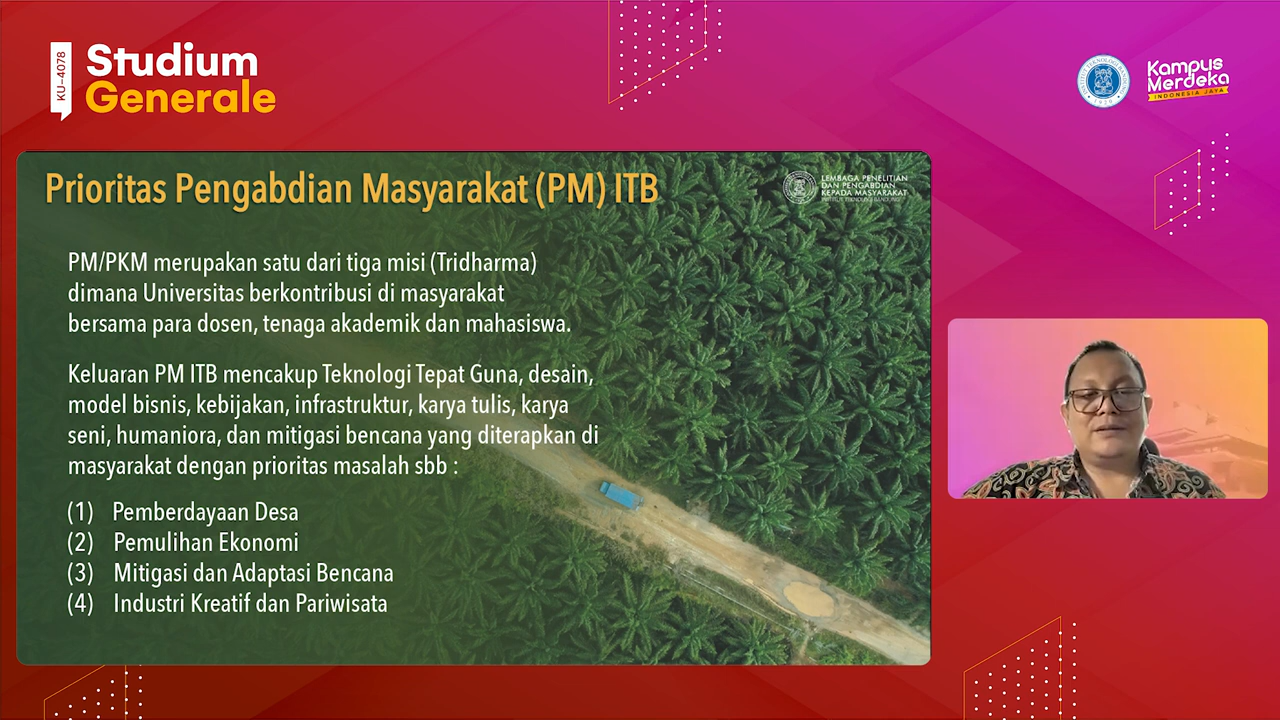 KU-4078
Studium
Generale
INSTITUT TEKNOLOGI BANDUNG
1920
Kampus
Merdeka
INDONESIA JAYA
Prioritas Pengabdian Masyarakat (PM) ITB
LEMBAGA PENELITIAN
DAN PENGABDIAN
KEPADA MASYARAKAT
INSTITUT TEKNOLOGI BANDUNG
PM/PKM merupakan satu dari tiga misi (Tridharma)
dimana Universitas berkontribusi di masyarakat
bersama para dosen, tenaga akademik dan mahasiswa.
Keluaran PM ITB mencakup Teknologi Tepat Guna, desain,
model bisnis, kebijakan, infrastruktur, karya tulis, karya
seni, humaniora, dan mitigasi bencana yang diterapkan di
masyarakat dengan prioritas masalah sbb :
(1) Pemberdayaan Desa
(2) Pemulihan Ekonomi
(3) Mitigasi dan Adaptasi Bencana
(4) Industri Kreatif dan Pariwisata